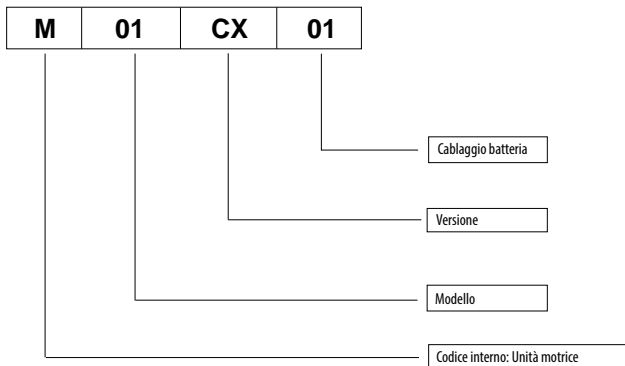 M 01 CX 01
Cablaggio batteria
Versione
Modello
Codice interno: Unità motrice